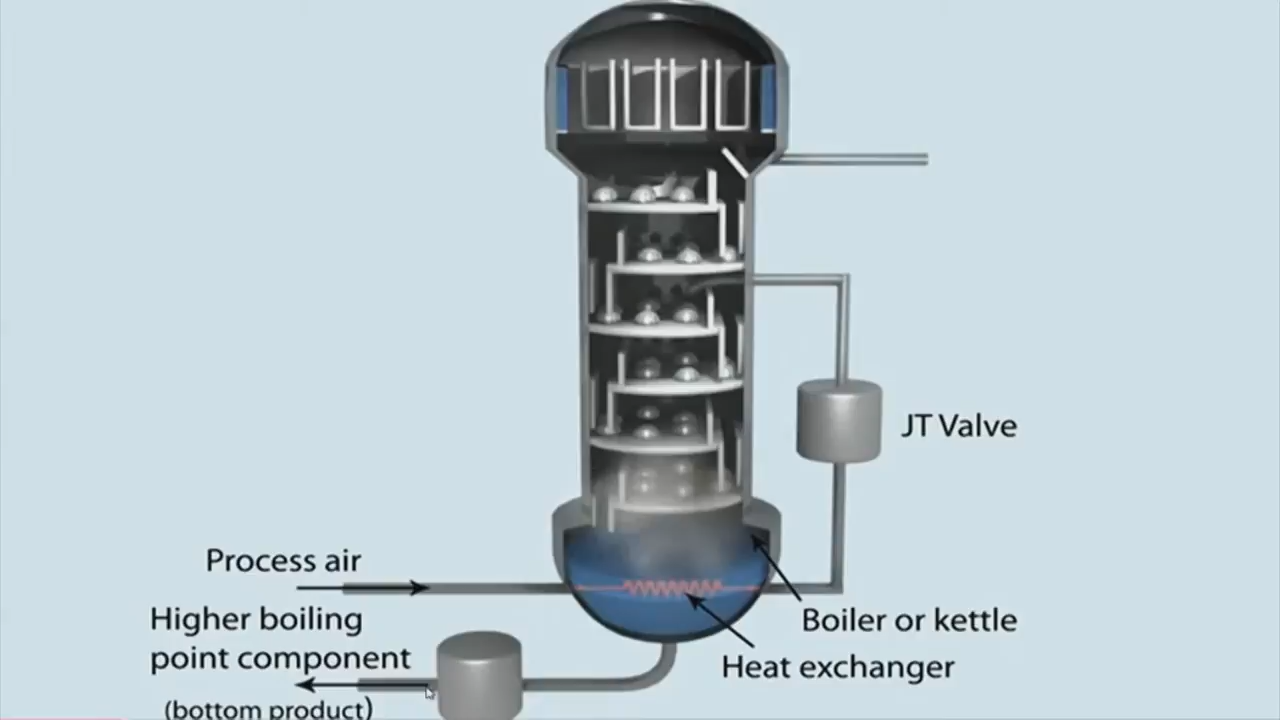 JT Valve
Process air
Higher boiling
point component
(bottom product)
Boiler or kettle
Heat exchanger